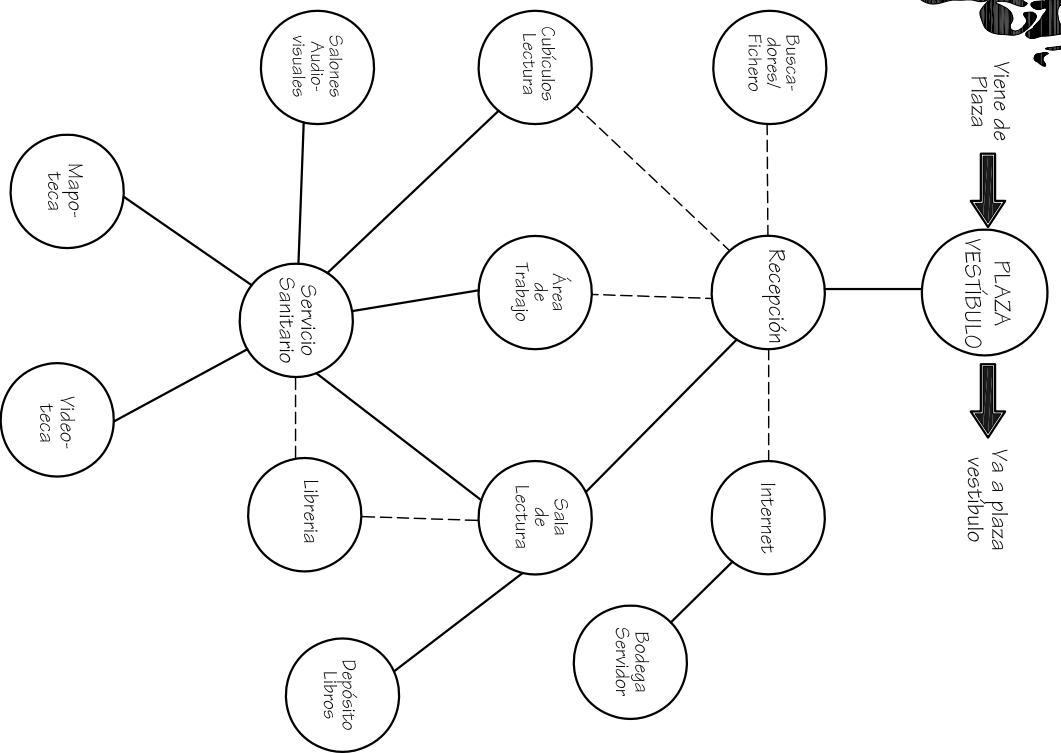 Viene de
Plaza
PLAZA
VESTÍBULO
Va a plaza
vestíbulo
Busca-
dores/
Fichero
Recepción
Internet
Bodega
Servidor
Cubículos
Lectura
Área
de
Trabajo
Sala
de
Lectura
Depósito
Libros
Salones
Audio-
visuales
Servicio
Sanitario
Libreria
Mapo-
teca
Video-
teca